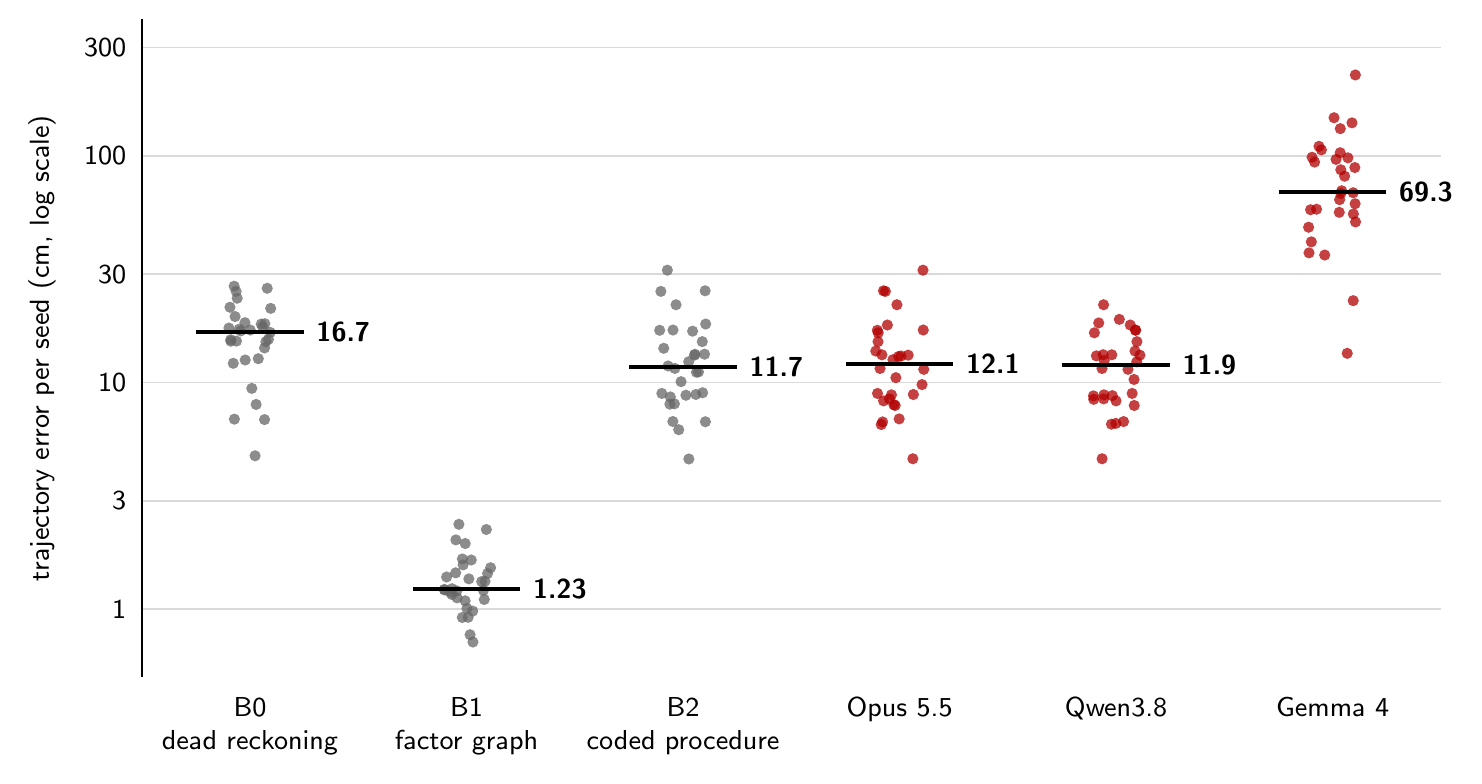 trajectory error per seed (cm, log scale)
300
100
30
10
3
1
16.7
1.23
11.7
12.1
11.9
69.3
B0
dead reckoning
B1
factor graph
B2
coded procedure
Opus 5.5
Qwen3.8
Gemma 4